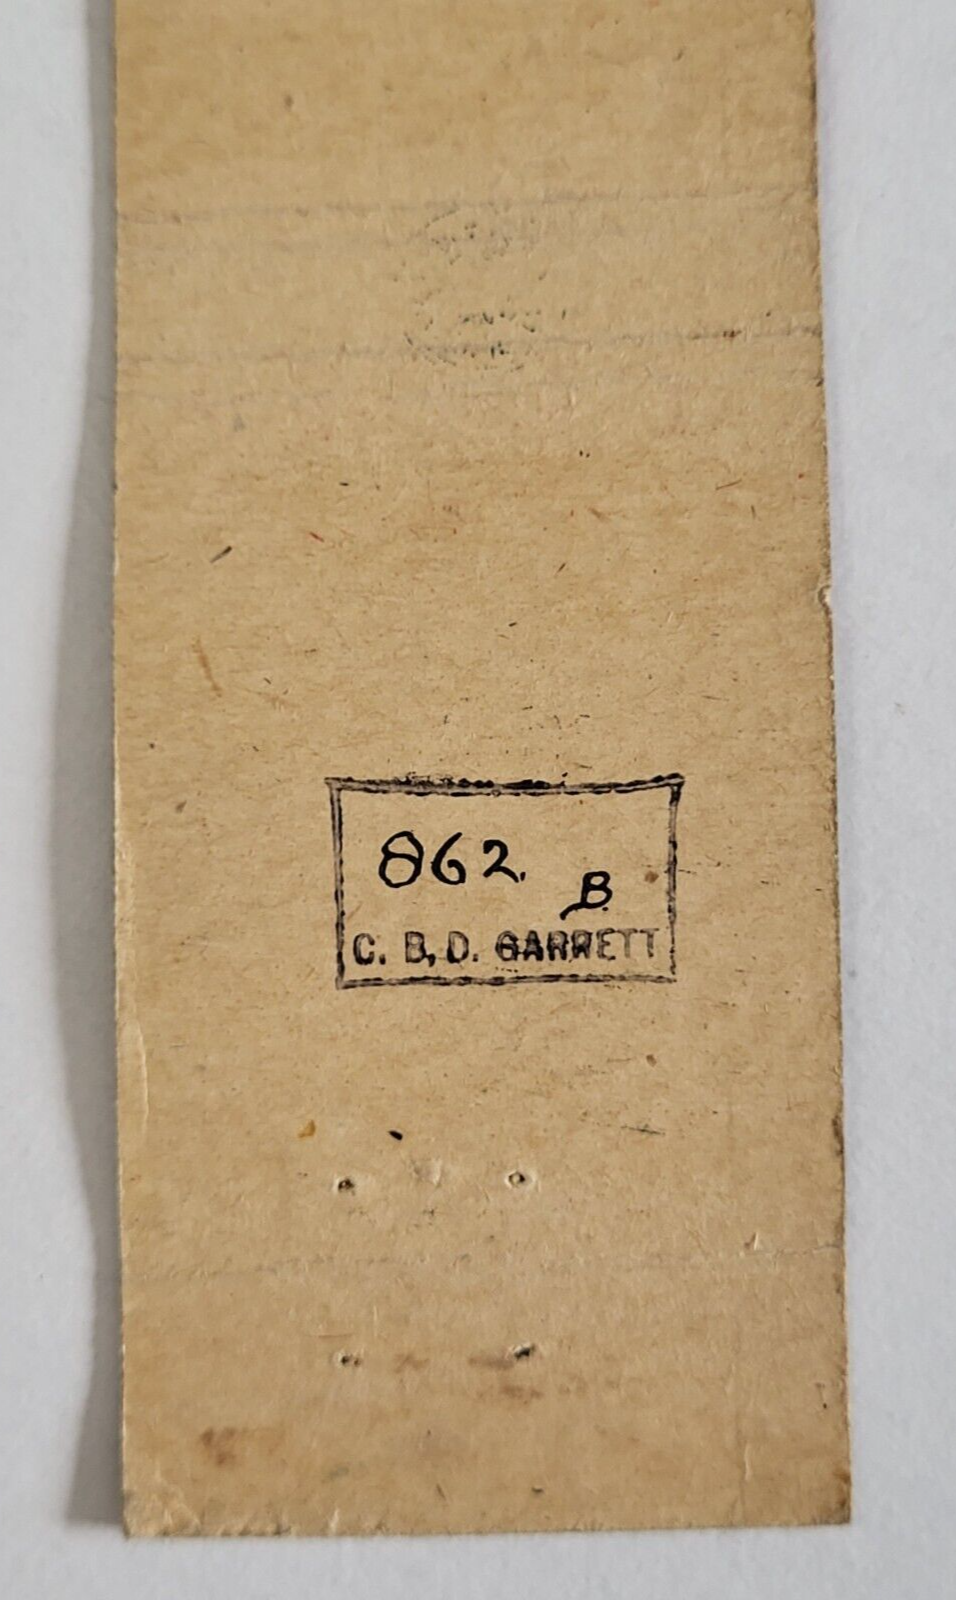 862.
B.
C. B. D. GARRETT